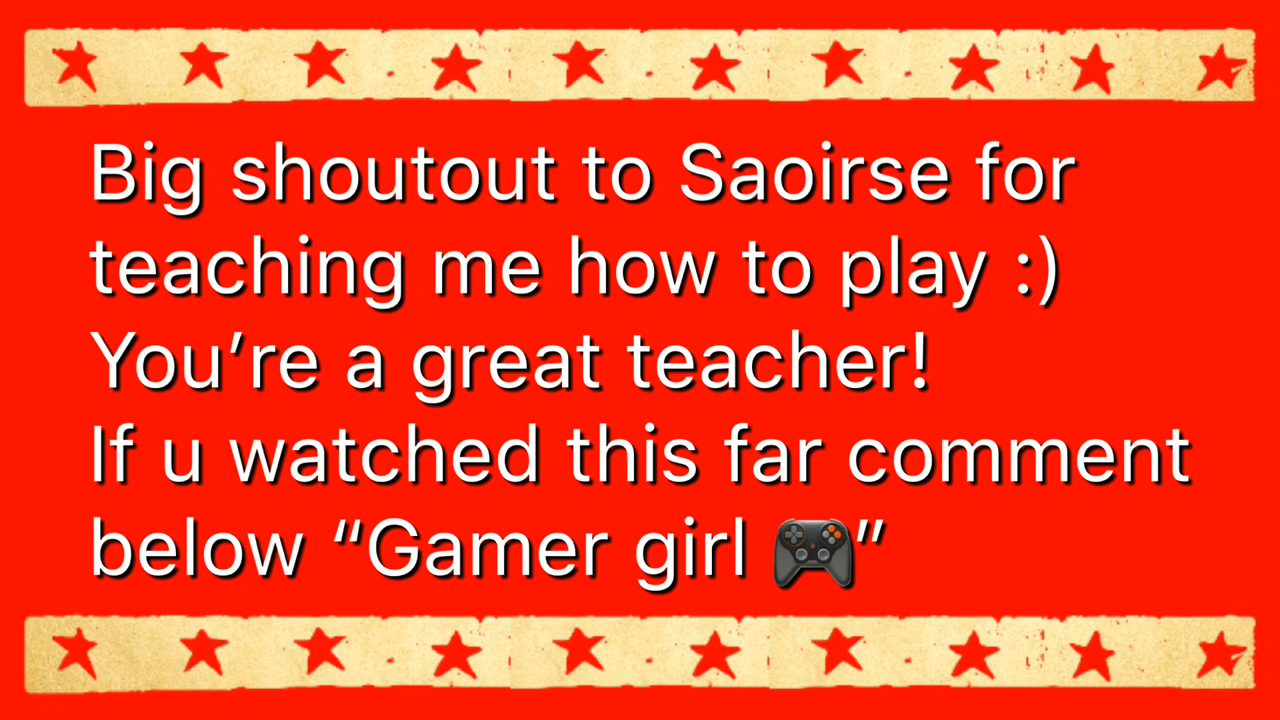 Big shoutout to Saoirse for
teaching me how to play :)
You’re a great teacher!
If u watched this far comment
below “Gamer girl 🎮”